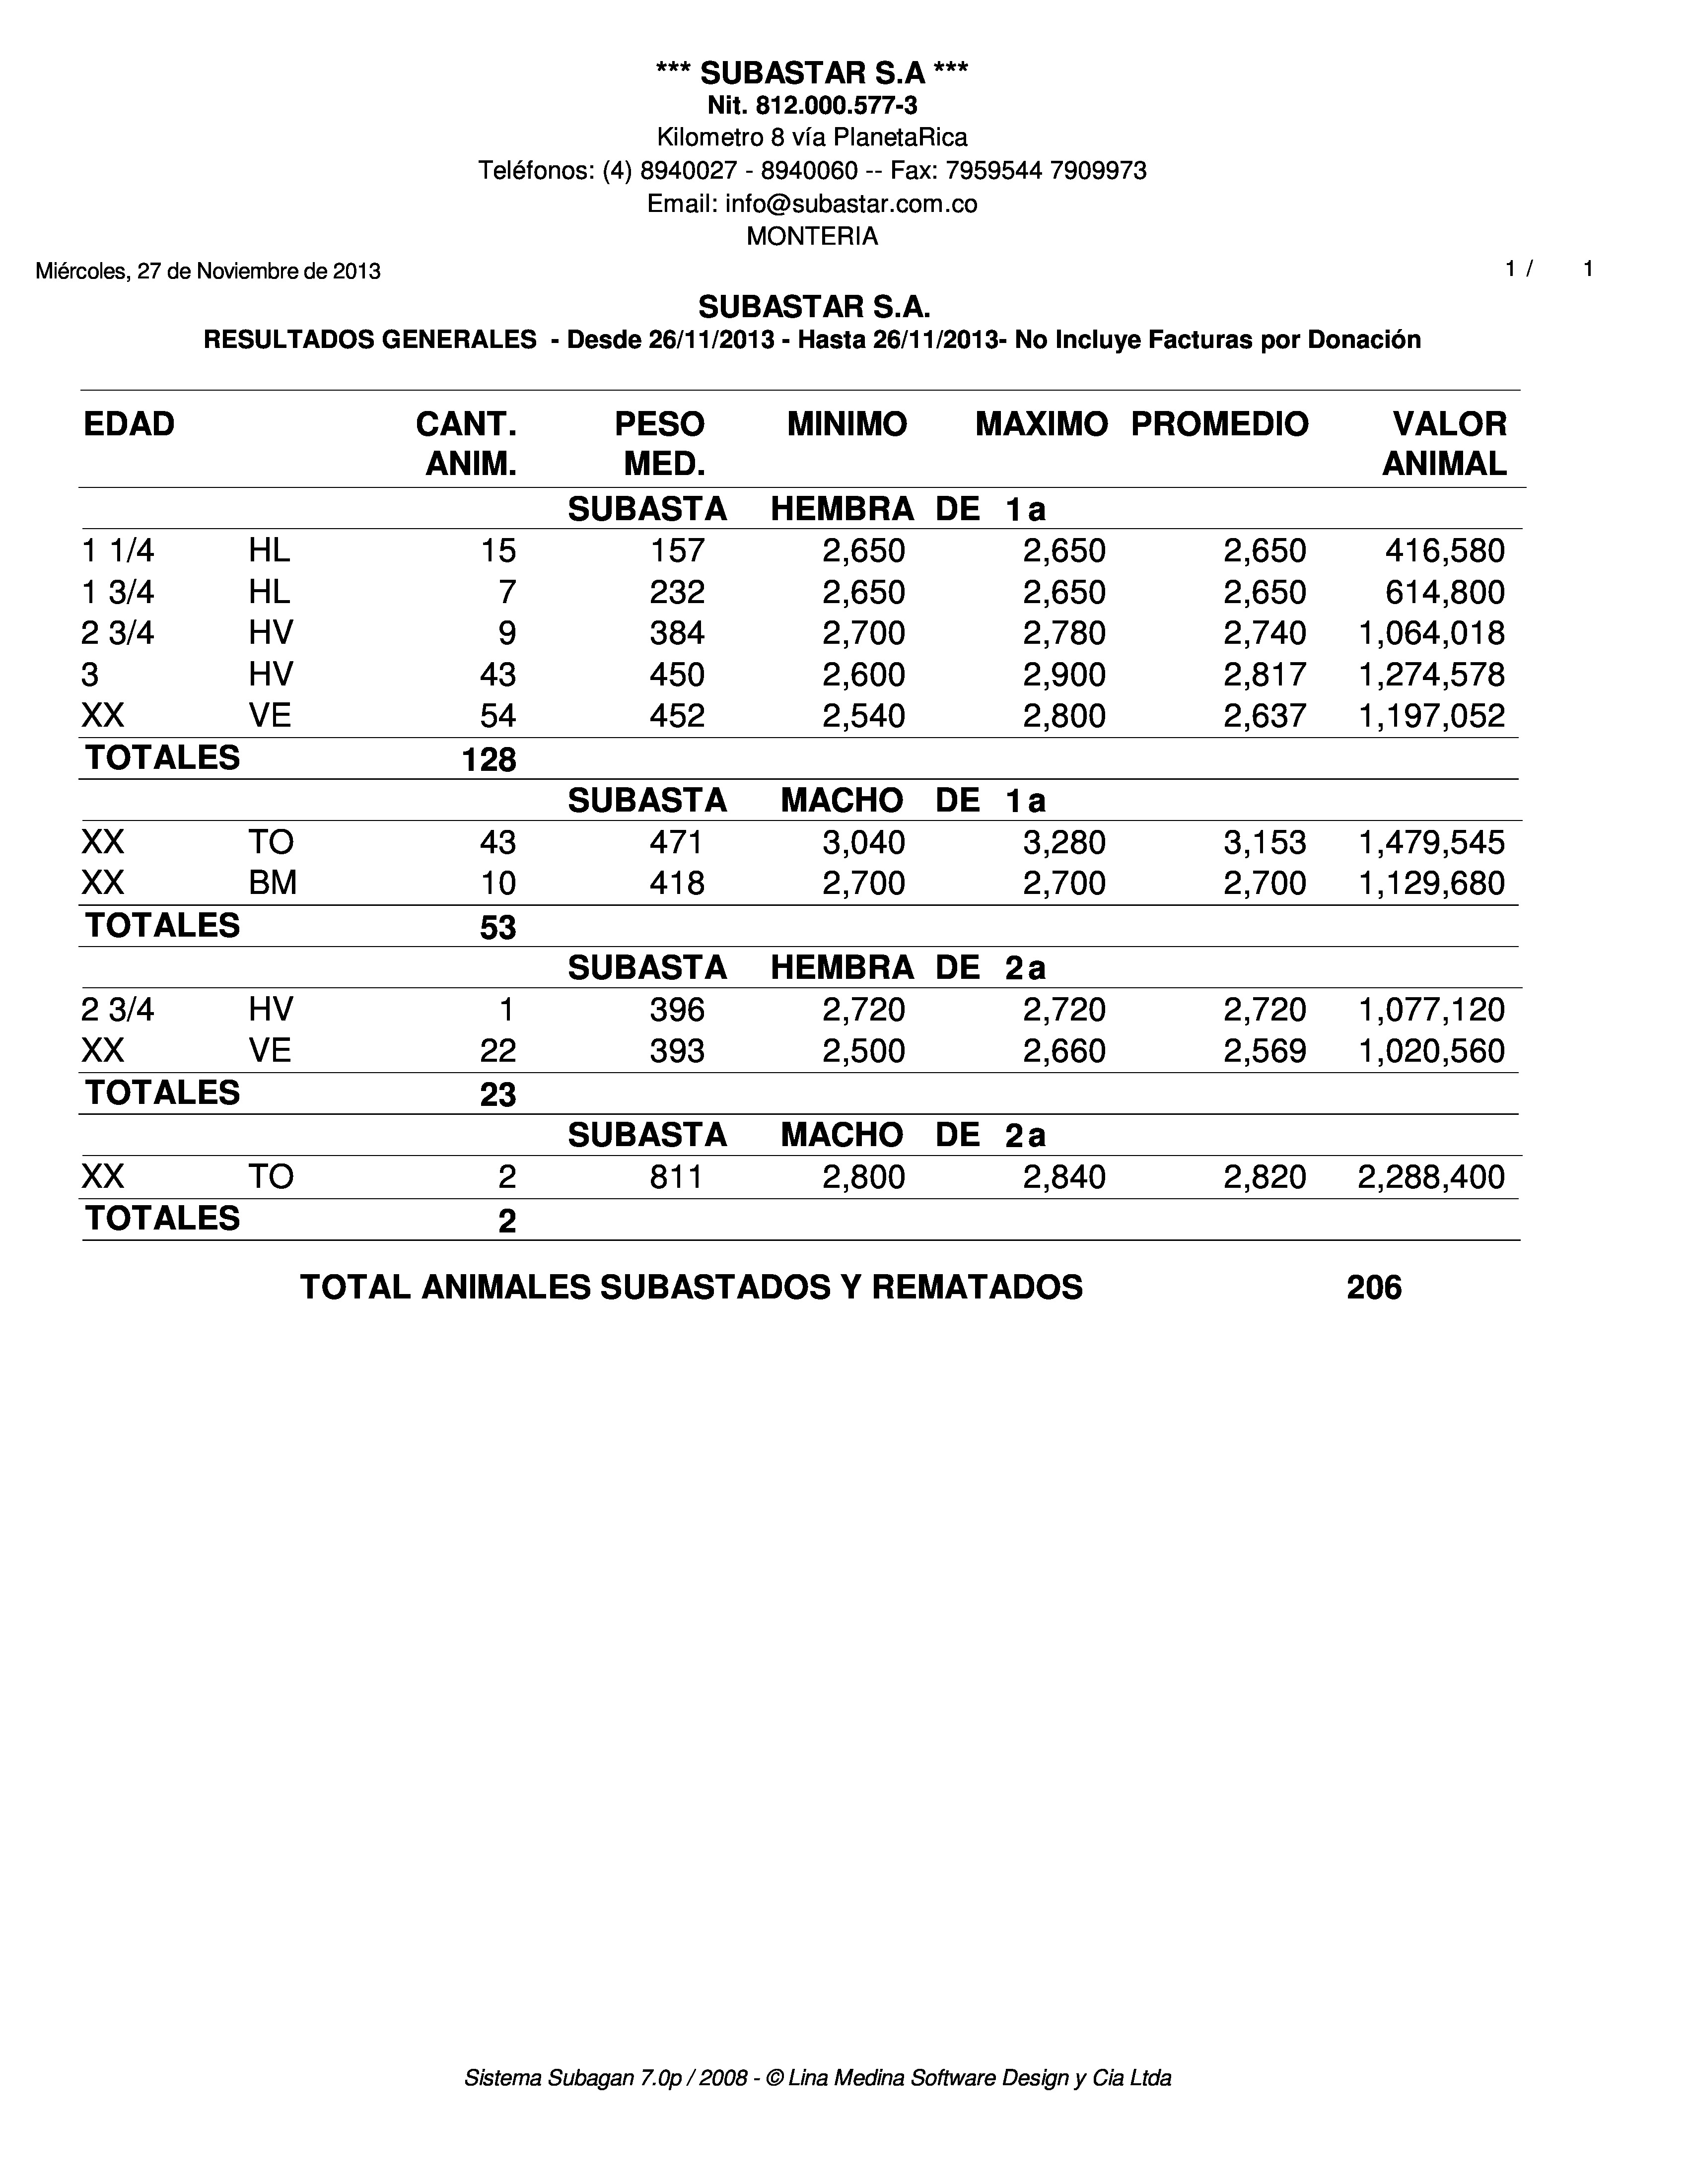 *** SUBASTAR S.A ***
Nit. 812.000.577-3
Kilometro 8 vía PlanetaRica
Teléfonos: (4) 8940027 - 8940060 -- Fax: 7959544 7909973
Email: info@subastar.com.co
MONTERIA
Miércoles, 27 de Noviembre de 2013 1 / 1
SUBASTAR S.A.
RESULTADOS GENERALES - Desde 26/11/2013 - Hasta 26/11/2013- No Incluye Facturas por Donación
EDAD CANT. PESO MINIMO MAXIMO PROMEDIO VALOR
ANIM. MED. ANIMAL
SUBASTA HEMBRA DE 1a
1 1/4 HL 15 157 2,650 2,650 2,650 416,580
1 3/4 HL 7 232 2,650 2,650 2,650 614,800
2 3/4 HV 9 384 2,700 2,780 2,740 1,064,018
3 HV 43 450 2,600 2,900 2,817 1,274,578
XX VE 54 452 2,540 2,800 2,637 1,197,052
TOTALES 128
SUBASTA MACHO DE 1a
XX TO 43 471 3,040 3,280 3,153 1,479,545
XX BM 10 418 2,700 2,700 2,700 1,129,680
TOTALES 53
SUBASTA HEMBRA DE 2a
2 3/4 HV 1 396 2,720 2,720 2,720 1,077,120
XX VE 22 393 2,500 2,660 2,569 1,020,560
TOTALES 23
SUBASTA MACHO DE 2a
XX TO 2 811 2,800 2,840 2,820 2,288,400
TOTALES 2
TOTAL ANIMALES SUBASTADOS Y REMATADOS 206
Sistema Subagan 7.0p / 2008 - © Lina Medina Software Design y Cia Ltda